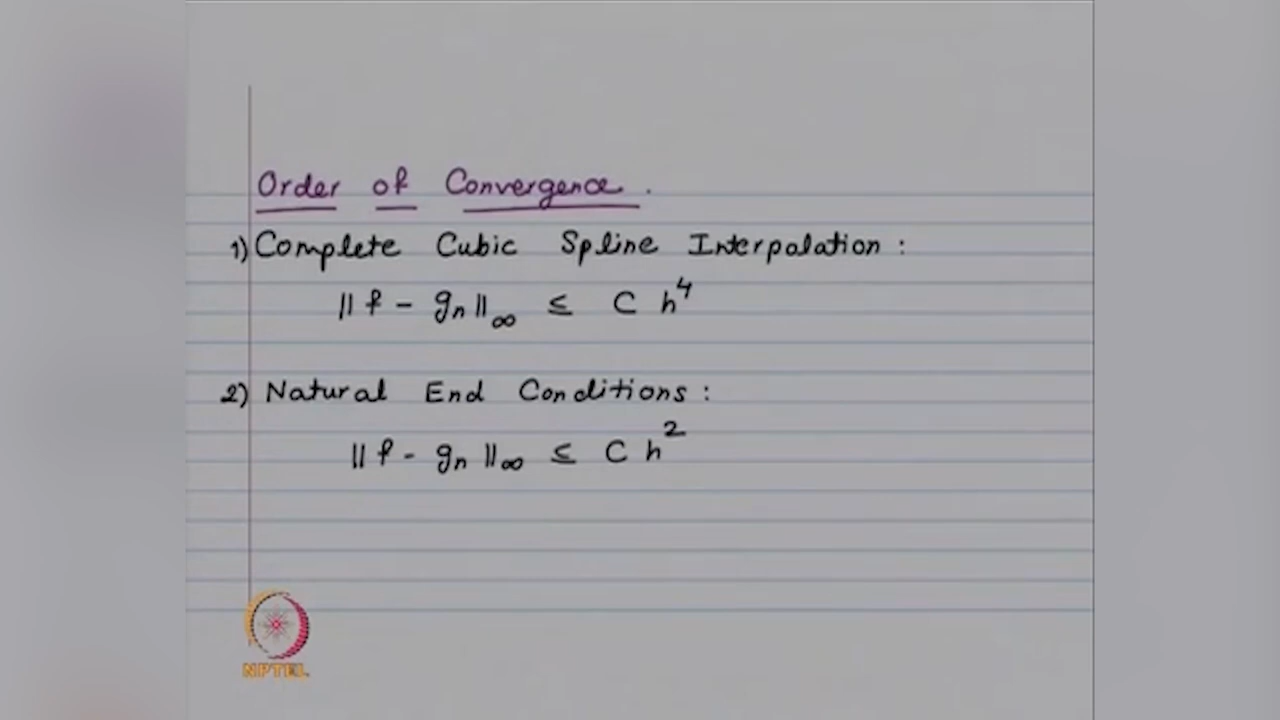 Order of Convergence.
1) Complete Cubic Spline Interpolation :
|| f - gn ||∞ ≤ C h⁴
2) Natural End Conditions :
|| f - gn ||∞ ≤ C h²
NPTEL